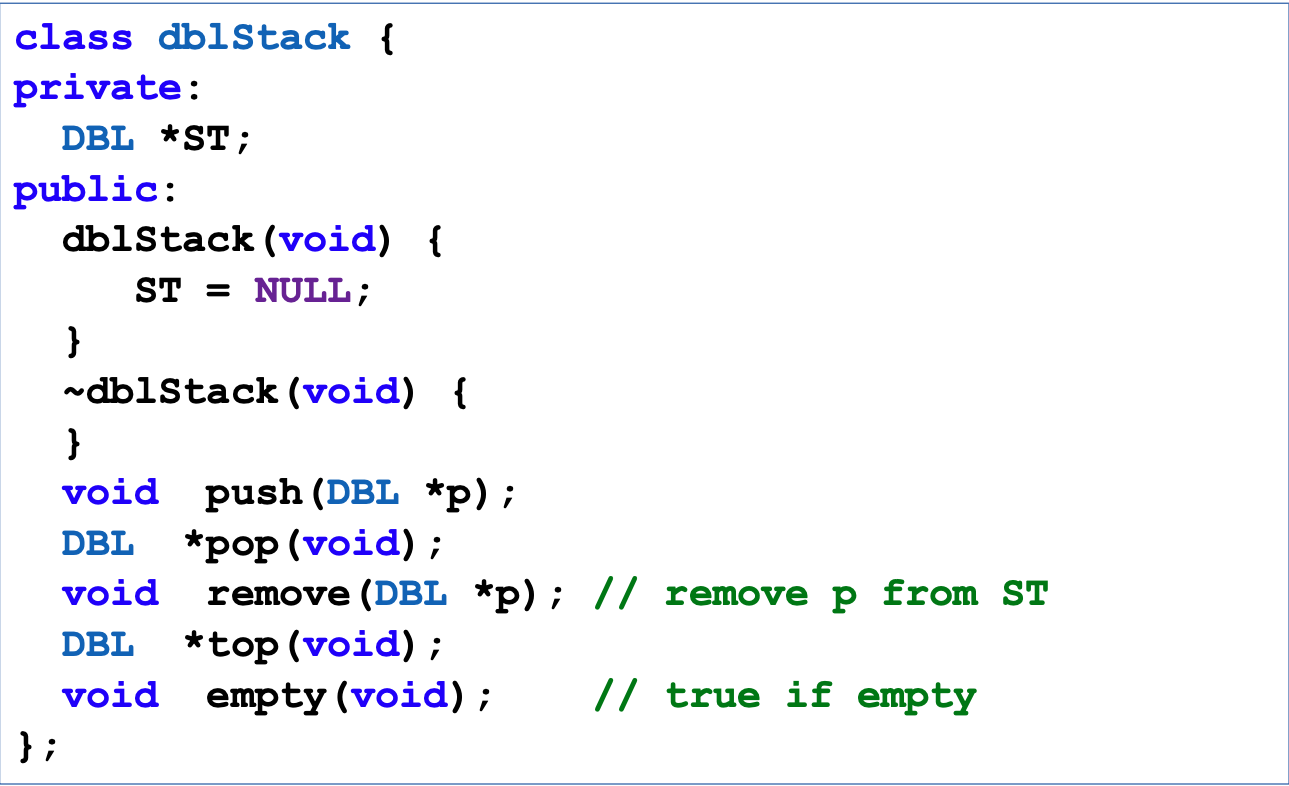 class dblStack {
private:
  DBL *ST;
public:
  dblStack(void) {
     ST = NULL;
  }
  ~dblStack(void) {
  }
  void  push(DBL *p);
  DBL  *pop(void);
  void  remove(DBL *p); // remove p from ST
  DBL  *top(void);
  void  empty(void);    // true if empty
};